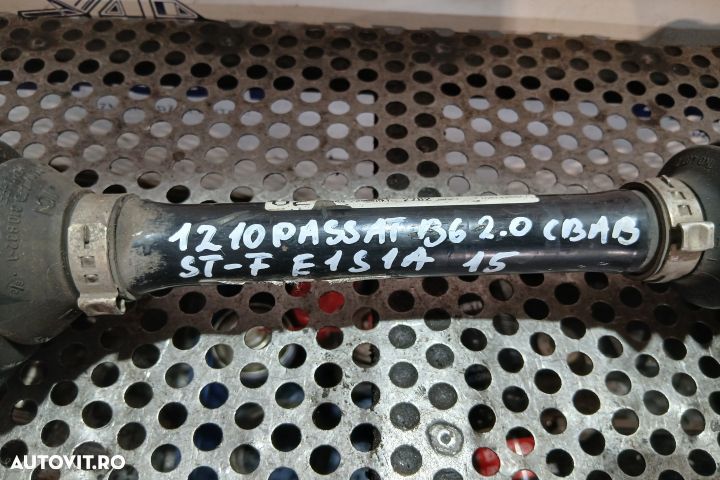 1210 PASSAT B6 2.0 CBAB
ST-F E1S1A 15
AUTOVIT.RO